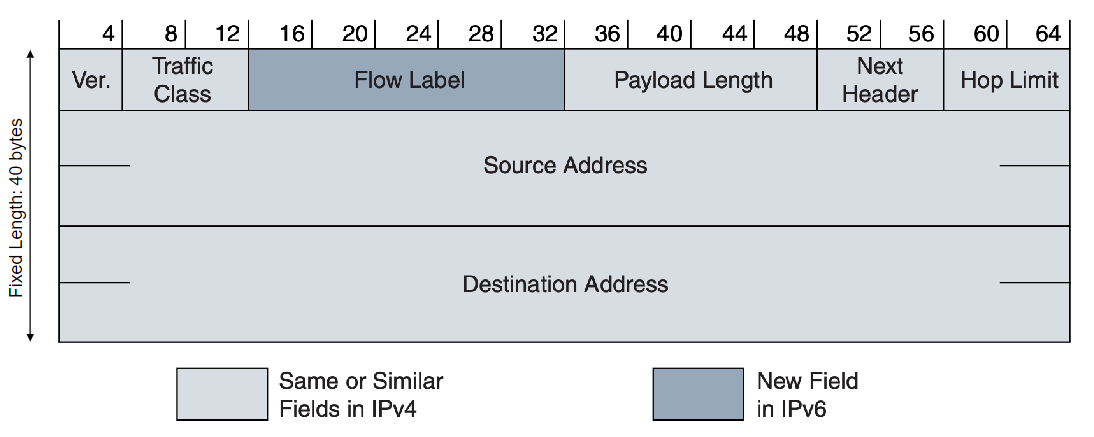 4 8 12 16 20 24 28 32 36 40 44 48 52 56 60 64
Ver.
Traffic
Class
Flow Label
Payload Length
Next
Header
Hop Limit
Fixed Length: 40 bytes
Source Address
Destination Address
Same or Similar
Fields in IPv4
New Field
in IPv6